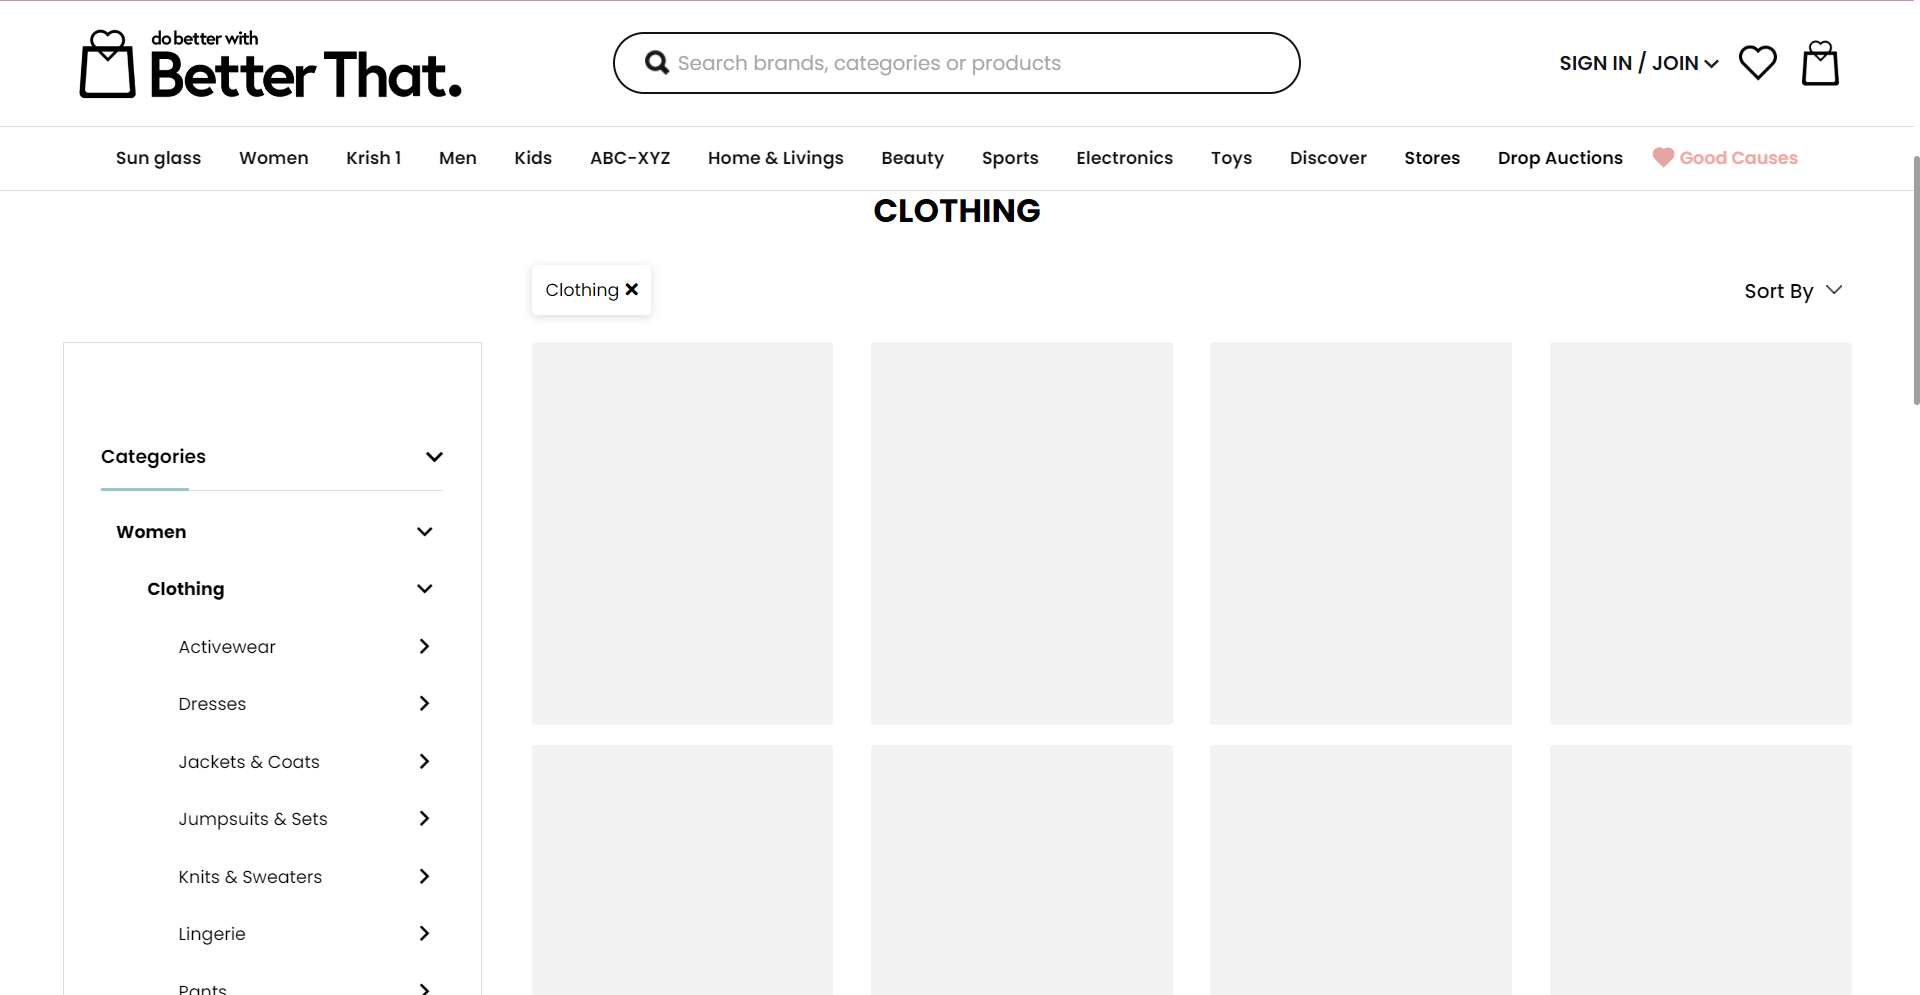 do better with
Better That.
Search brands, categories or products
SIGN IN / JOIN
Sun glass Women Krish 1 Men Kids ABC-XYZ Home & Livings Beauty Sports Electronics Toys Discover Stores Drop Auctions Good Causes
CLOTHING
Clothing
Sort By
Categories
Women
Clothing
Activewear
Dresses
Jackets & Coats
Jumpsuits & Sets
Knits & Sweaters
Lingerie
Pants